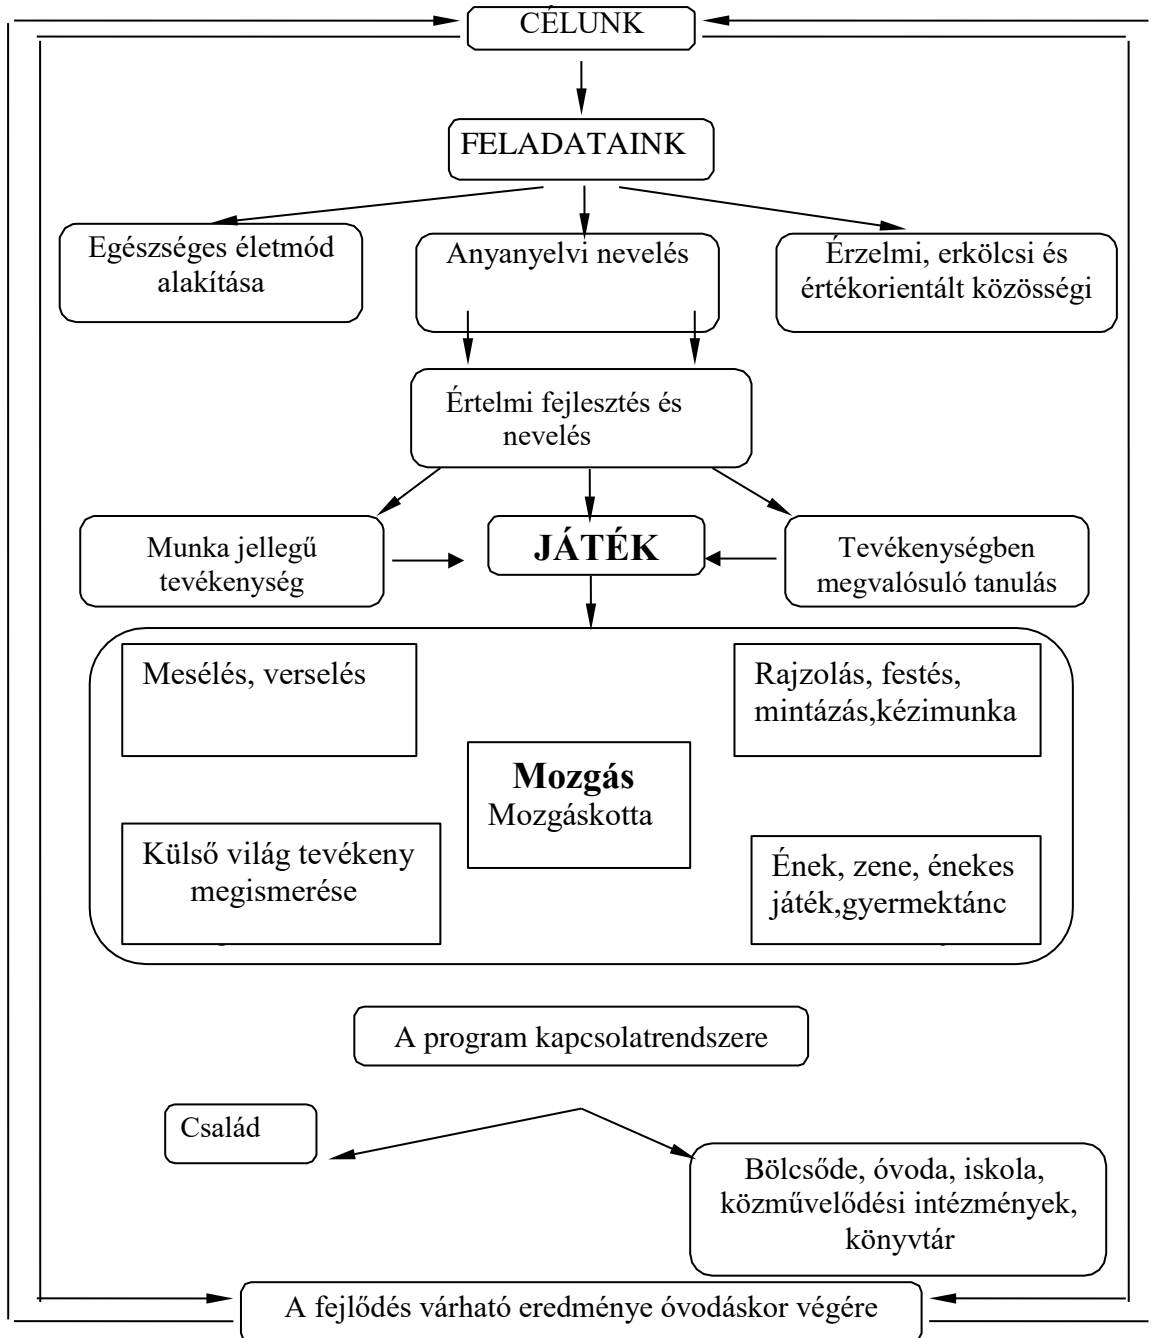 CÉLUNK
FELADATAINK
Egészséges életmód
alakítása
Anyanyelvi nevelés
Érzelmi, erkölcsi és
értékorientált közösségi
Értelmi fejlesztés és
nevelés
Munka jellegű
tevékenység
JÁTÉK
Tevékenységben
megvalósuló tanulás
Mesélés, verselés
Rajzolás, festés,
mintázás,kézimunka
Mozgás
Mozgáskotta
Külső világ tevékeny
megismerése
Ének, zene, énekes
játék,gyermektánc
A program kapcsolatrendszere
Család
Bölcsőde, óvoda, iskola,
közművelődési intézmények,
könyvtár
A fejlődés várható eredménye óvodáskor végére